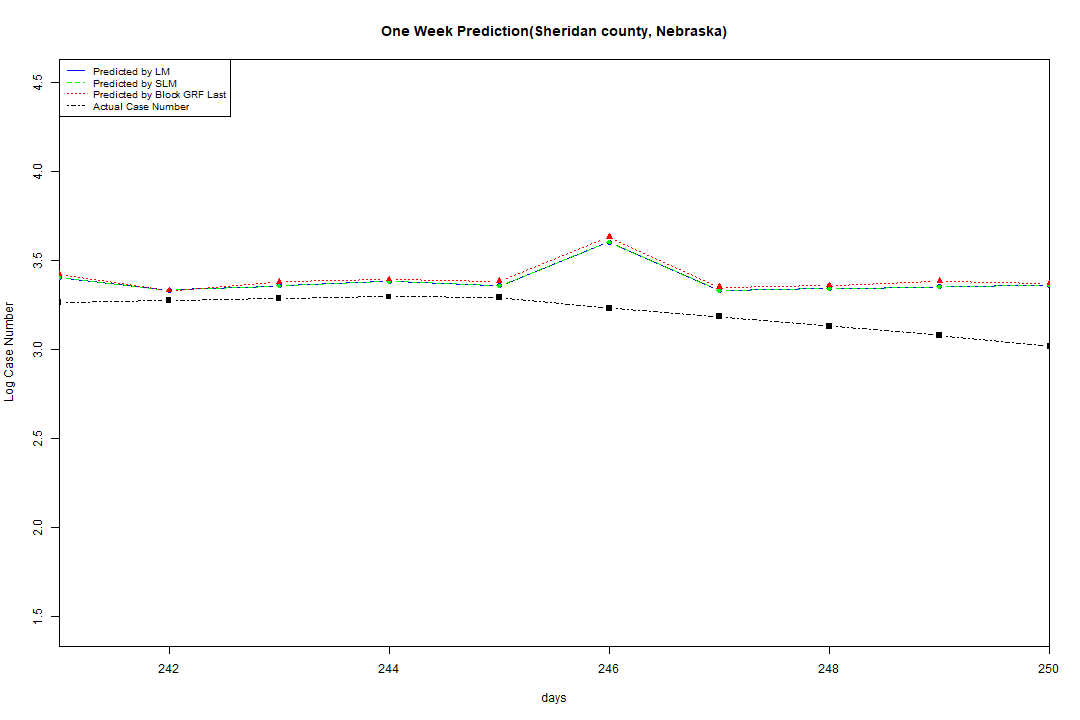 One Week Prediction(Sheridan county, Nebraska)
Predicted by LM
Predicted by SLM
Predicted by Block GRF Last
Actual Case Number
4.5
4.0
3.5
3.0
2.5
2.0
1.5
Log Case Number
242
244
246
248
250
days